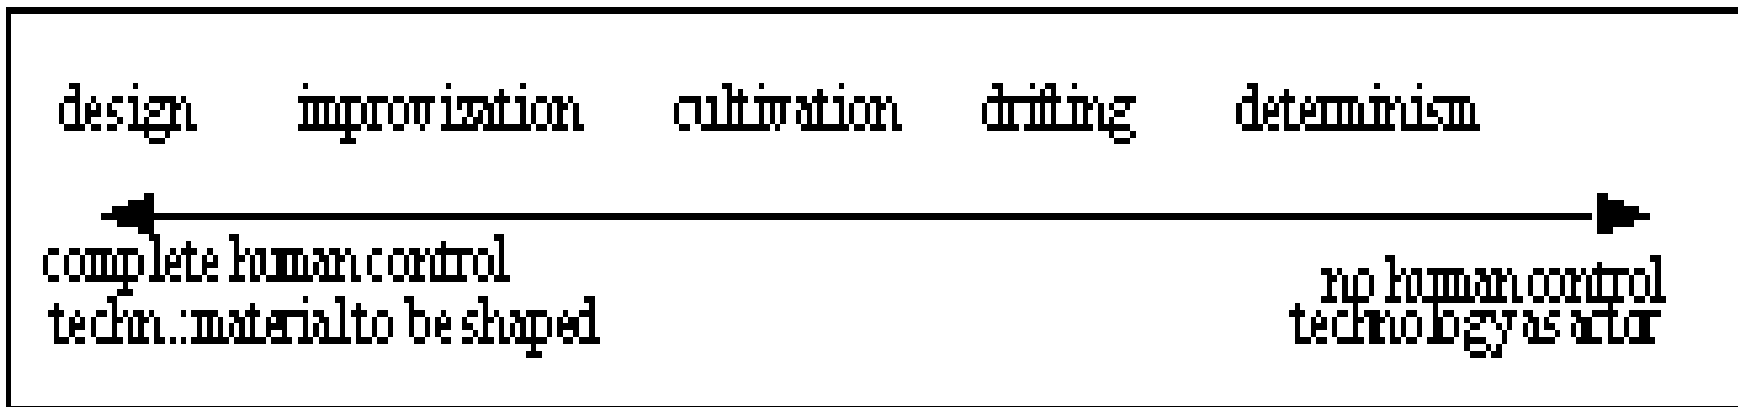 design improvization cultivation drifting determinism
complete human control
techn..:material to be shaped
no human control
technology as actor